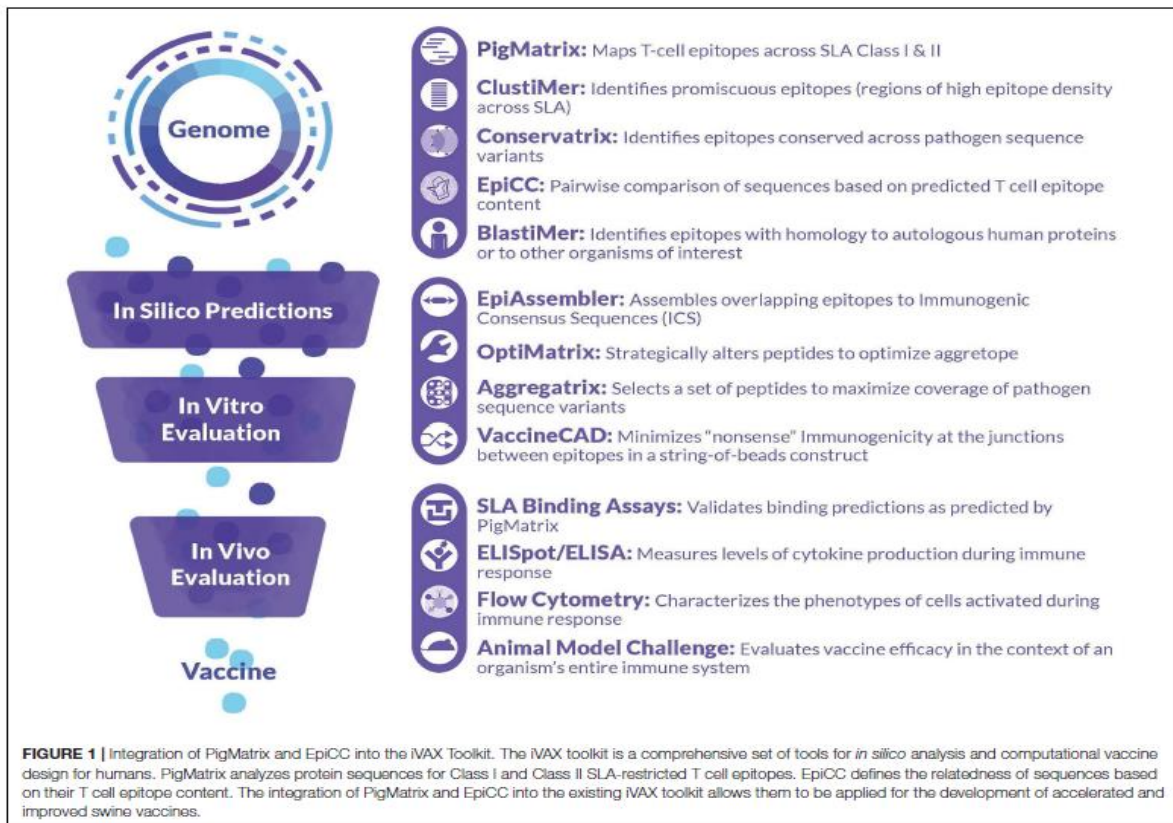 Genome
In Silico Predictions
In Vitro
Evaluation
In Vivo
Evaluation
Vaccine
PigMatrix: Maps T-cell epitopes across SLA Class I & II
ClustiMer: Identifies promiscuous epitopes (regions of high epitope density
across SLA)
Conservatrix: Identifies epitopes conserved across pathogen sequence
variants
EpiCC: Pairwise comparison of sequences based on predicted T cell epitope
content
BlastiMer: Identifies epitopes with homology to autologous human proteins
or to other organisms of interest
EpiAssembler: Assembles overlapping epitopes to Immunogenic
Consensus Sequences (ICS)
OptiMatrix: Strategically alters peptides to optimize aggretope
Aggregatrix: Selects a set of peptides to maximize coverage of pathogen
sequence variants
VaccineCAD: Minimizes "nonsense" Immunogenicity at the junctions
between epitopes in a string-of-beads construct
SLA Binding Assays: Validates binding predictions as predicted by
PigMatrix
ELISpot/ELISA: Measures levels of cytokine production during immune
response
Flow Cytometry: Characterizes the phenotypes of cells activated during
immune response
Animal Model Challenge: Evaluates vaccine efficacy in the context of an
organism's entire immune system
FIGURE 1 | Integration of PigMatrix and EpiCC into the iVAX Toolkit. The iVAX toolkit is a comprehensive set of tools for in silico analysis and computational vaccine
design for humans. PigMatrix analyzes protein sequences for Class I and Class II SLA-restricted T cell epitopes. EpiCC defines the relatedness of sequences based
on their T cell epitope content. The integration of PigMatrix and EpiCC into the existing iVAX toolkit allows them to be applied for the development of accelerated and
improved swine vaccines.